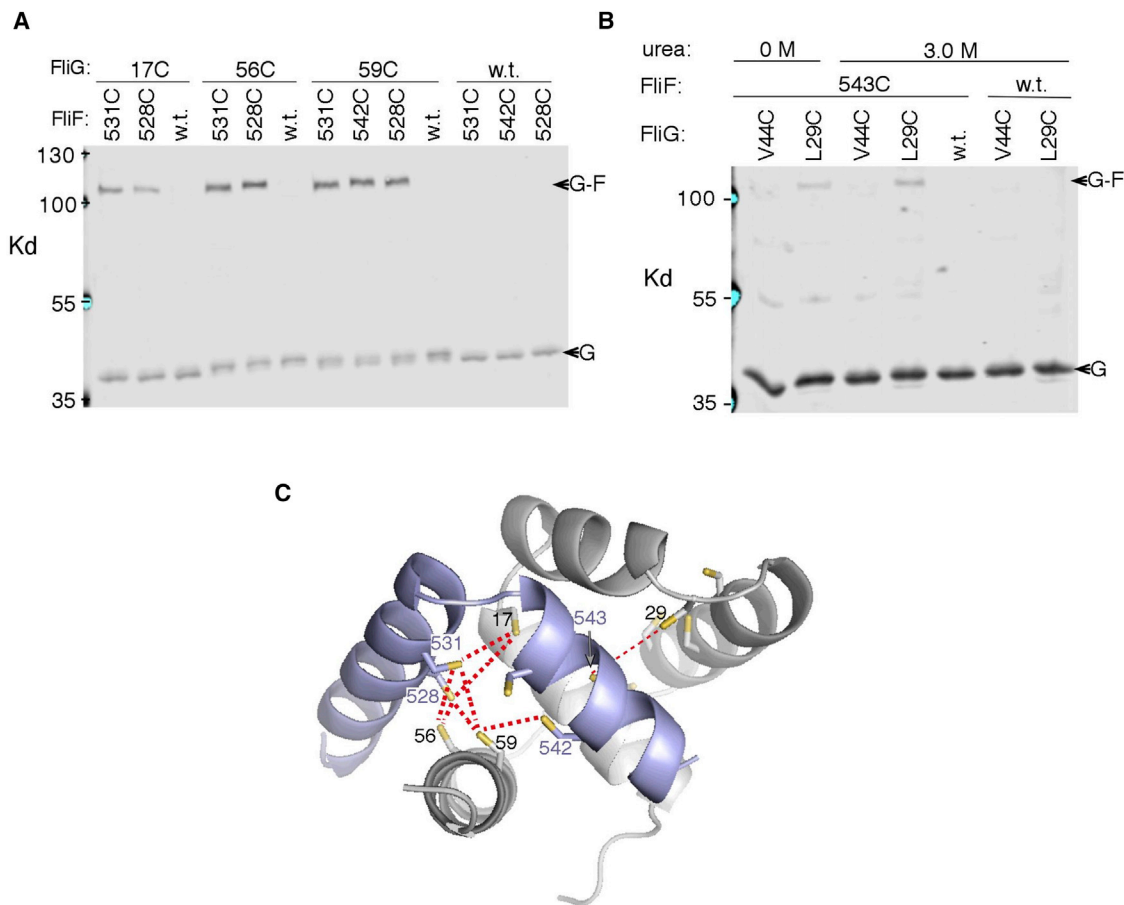 A
FliG: 17C 56C 59C w.t.
FliF: 531C 528C w.t. 531C 528C w.t. 531C 542C 528C w.t. 531C 542C 528C
130
G-F
100
Kd
55
G
35
B
urea: 0 M 3.0 M
FliF: 543C w.t.
FliG: V44C L29C V44C L29C w.t. V44C L29C
G-F
100
Kd
55
G
35
C
17
543
29
531
528
56
59
542